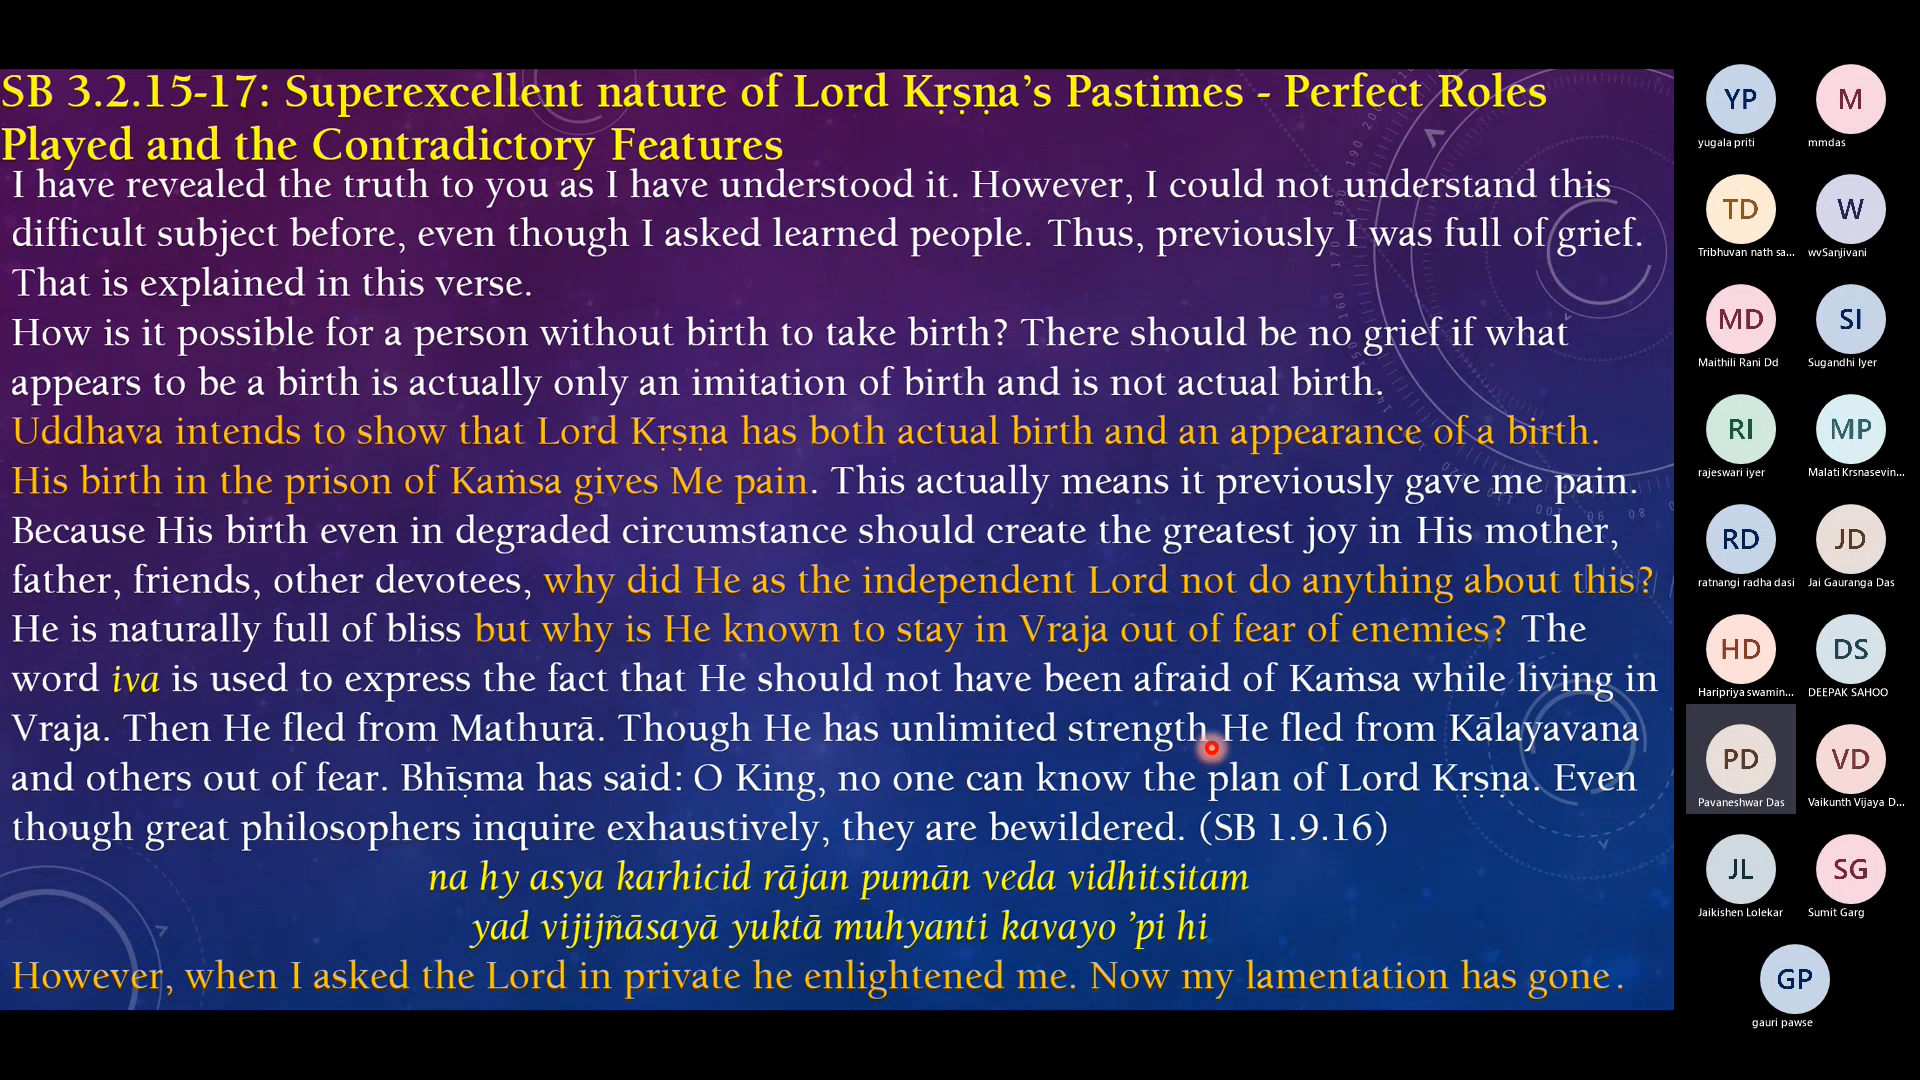 SB 3.2.15-17: Superexcellent nature of Lord Kṛṣṇa’s Pastimes - Perfect Roles
Played and the Contradictory Features
I have revealed the truth to you as I have understood it. However, I could not understand this
difficult subject before, even though I asked learned people. Thus, previously I was full of grief.
That is explained in this verse.
How is it possible for a person without birth to take birth? There should be no grief if what
appears to be a birth is actually only an imitation of birth and is not actual birth.
Uddhava intends to show that Lord Kṛṣṇa has both actual birth and an appearance of a birth.
His birth in the prison of Kaṁsa gives Me pain. This actually means it previously gave me pain.
Because His birth even in degraded circumstance should create the greatest joy in His mother,
father, friends, other devotees, why did He as the independent Lord not do anything about this?
He is naturally full of bliss but why is He known to stay in Vraja out of fear of enemies? The
word iva is used to express the fact that He should not have been afraid of Kaṁsa while living in
Vraja. Then He fled from Mathurā. Though He has unlimited strength He fled from Kālayavana
and others out of fear. Bhīṣma has said: O King, no one can know the plan of Lord Kṛṣṇa. Even
though great philosophers inquire exhaustively, they are bewildered. (SB 1.9.16)
na hy asya karhicid rājan pumān veda vidhitsitam
yad vijijñāsayā yuktā muhyanti kavayo ’pi hi
However, when I asked the Lord in private he enlightened me. Now my lamentation has gone.
YP M
yugala priti mmdas
TD W
Tribhuvan nath sa... wvSanjivani
MD SI
Maithili Rani Dd Sugandhi Iyer
RI MP
rajeswari iyer Malati Krsnasevin...
RD JD
ratnangi radha dasi Jai Gauranga Das
HD DS
Haripriya swamin... DEEPAK SAHOO
PD VD
Pavaneshwar Das Vaikunth Vijaya D...
JL SG
Jaikishen Lolekar Sumit Garg
GP
gauri pawse